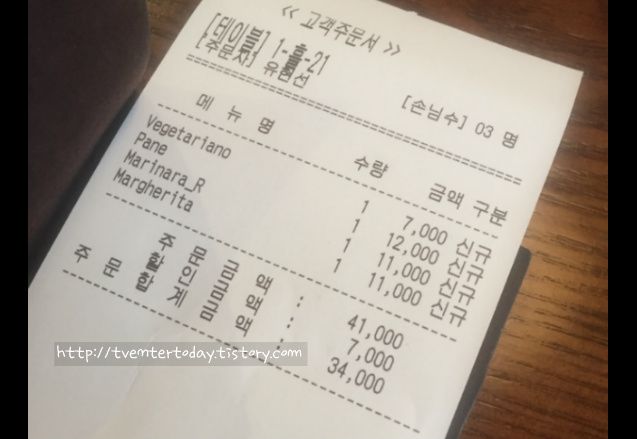 << 고객주문서 >>
[테이블] 1-홀-21
[주문자] 유
선
[손님수] 03 명
메 뉴 명 수량 금액 구분
Vegetariano 1 7,000 신규
Pane 1 12,000 신규
Marinara_R 1 11,000 신규
Margherita 1 11,000 신규
주 문 금 액 : 41,000
할 인 금 액 : 7,000
주 문 합 계 금 액 : 34,000
http://tvemtertoday.tistory.com